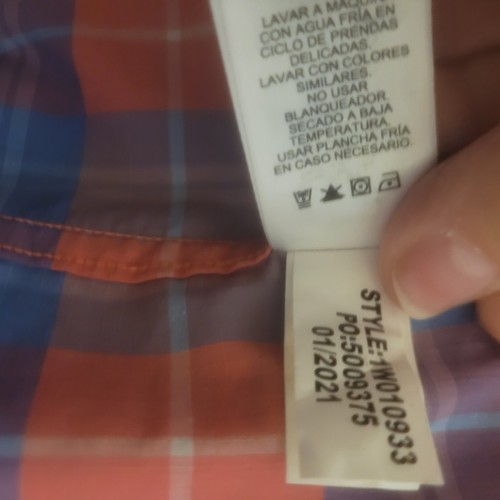 LAVAR A MAQUINA
CON AGUA FRÍA EN
CICLO DE PRENDAS
DELICADAS.
LAVAR CON COLORES
SIMILARES.
NO USAR
BLANQUEADOR.
SECADO A BAJA
TEMPERATURA.
USAR PLANCHA FRÍA
EN CASO NECESARIO.
STYLE:1W010933
PO:5009375
01/2021